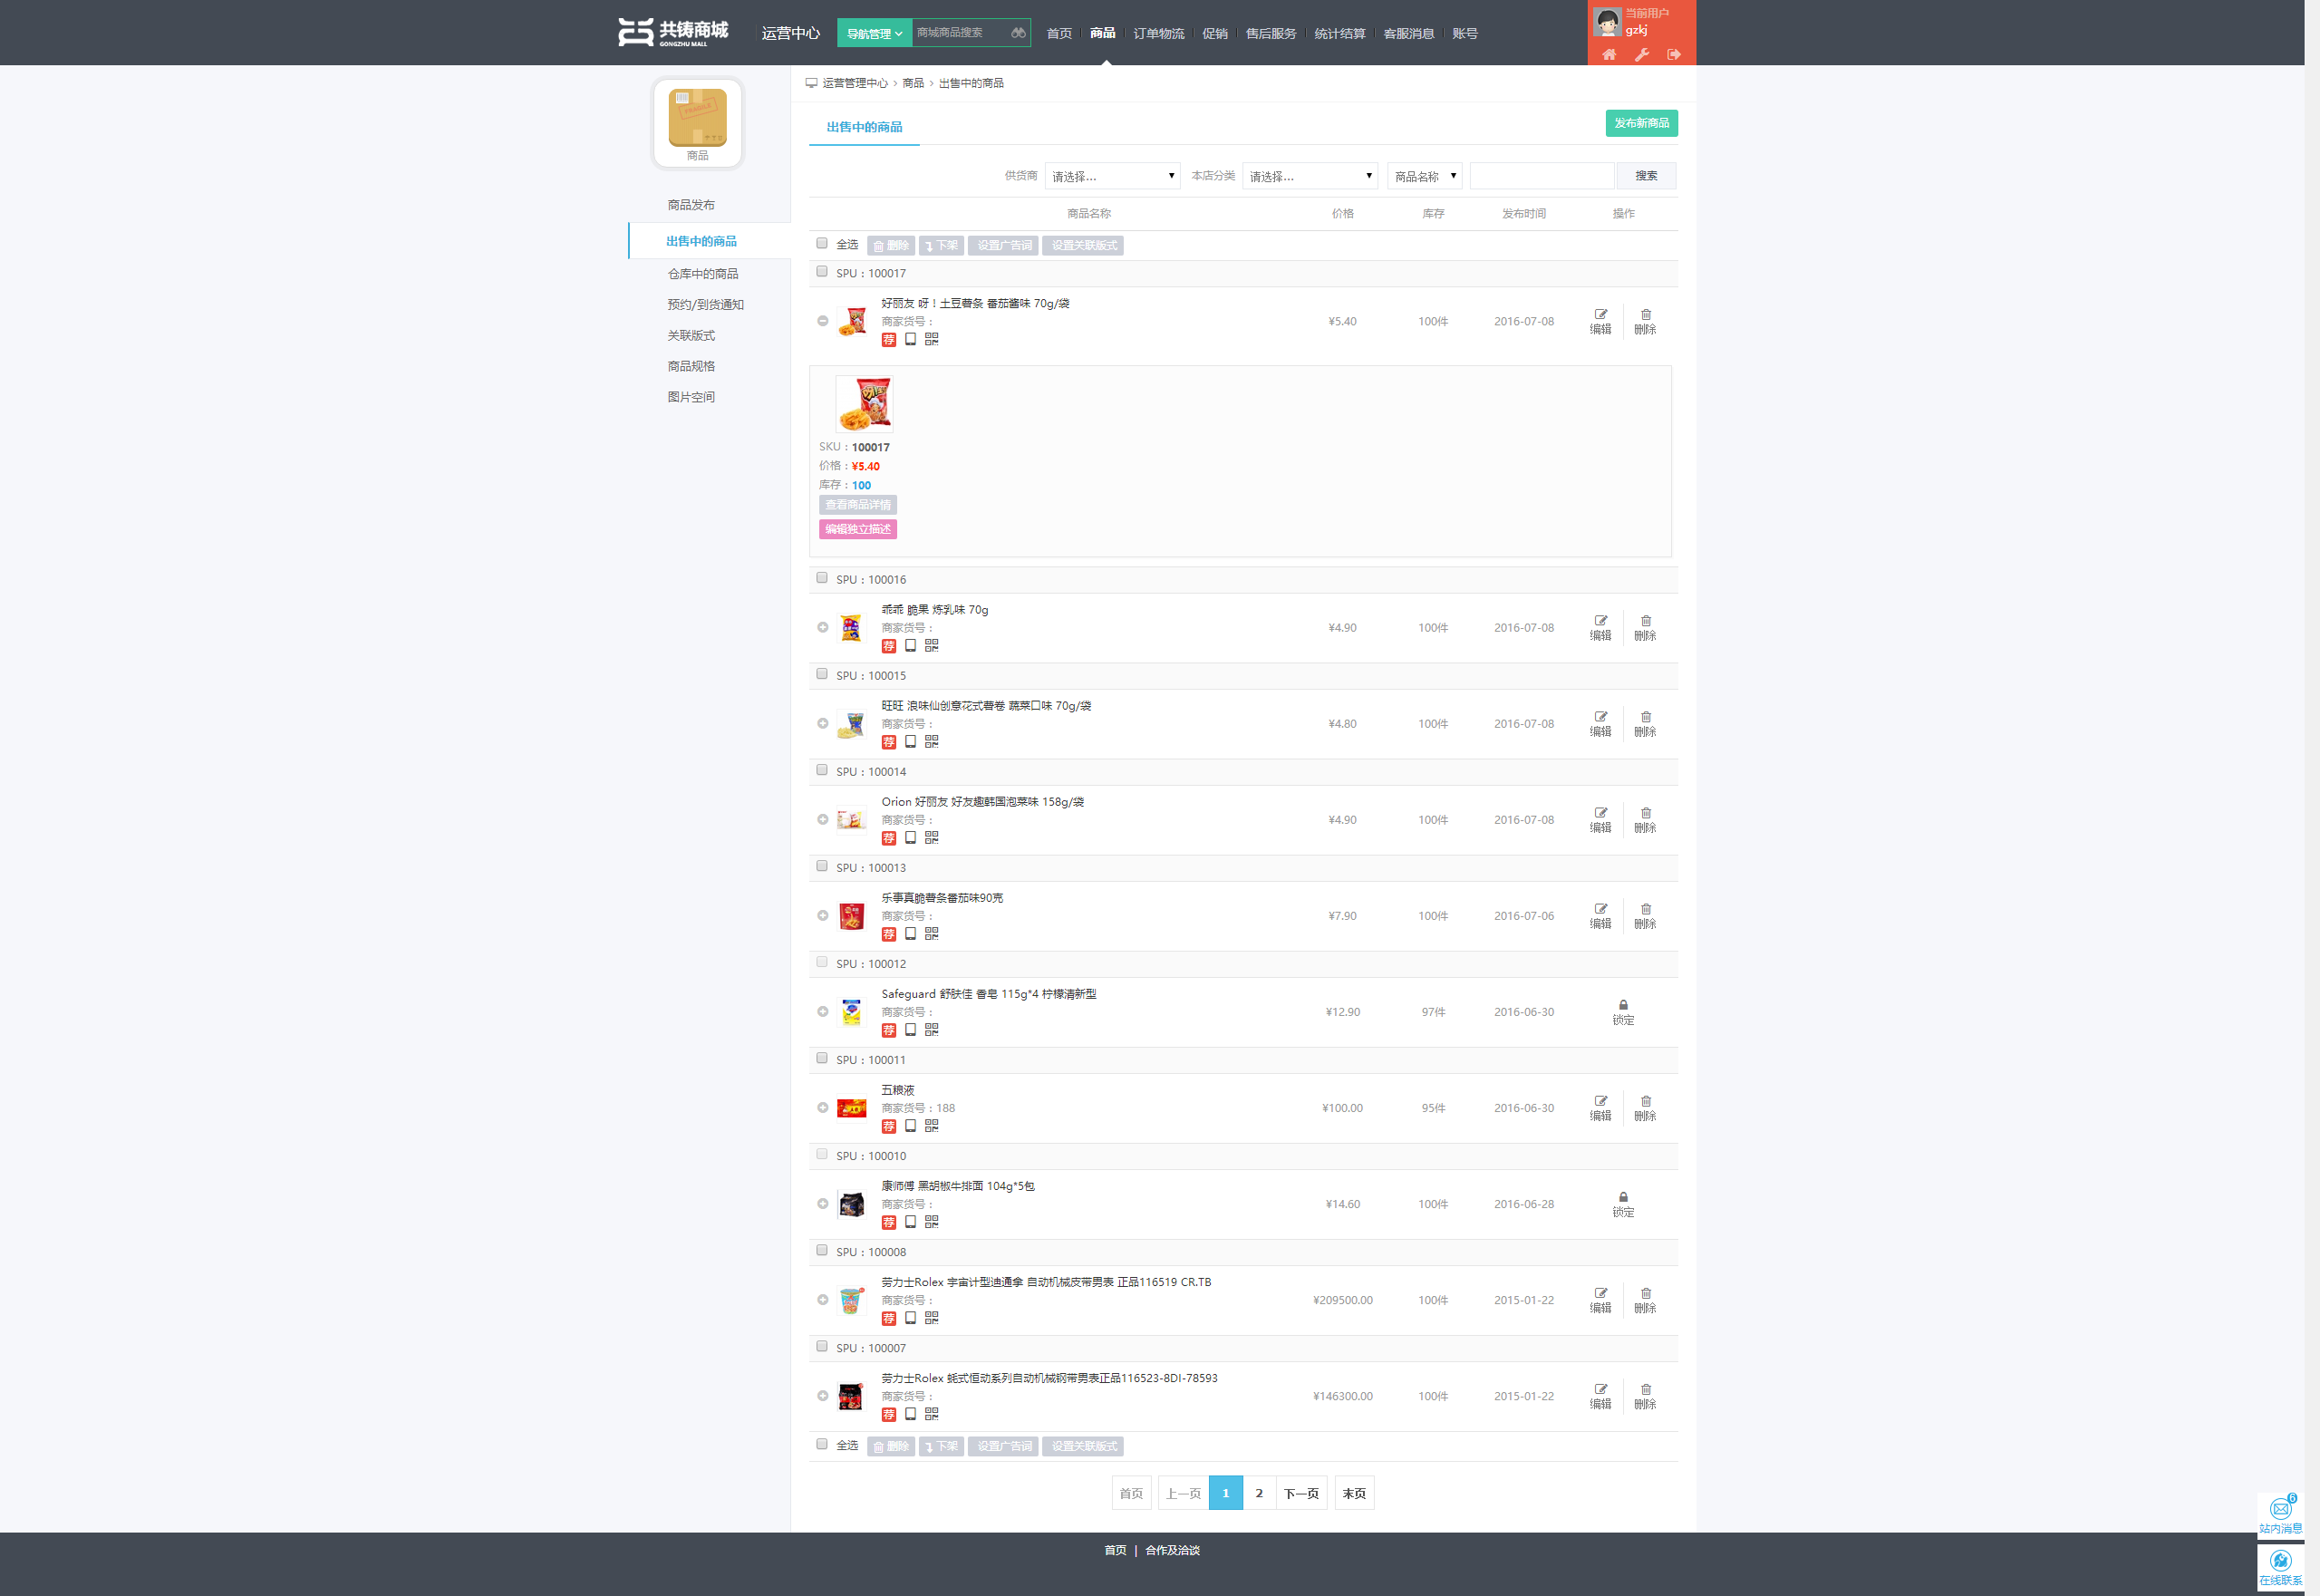 共铸商城
GONGZHU MALL
运营中心
导航管理
商城商品搜索
首页 商品 订单物流 促销 售后服务 统计结算 客服消息 账号
当前用户
gzkj
运营管理中心 › 商品 › 出售中的商品
FRAGILE
商品
出售中的商品
发布新商品
供货商 请选择... 本店分类 请选择... 商品名称 搜索
商品发布
出售中的商品
仓库中的商品
预约/到货通知
关联版式
商品规格
图片空间
商品名称 价格 库存 发布时间 操作
全选 删除 下架 设置广告词 设置关联版式
SPU：100017
好丽友 呀！土豆薯条 番茄酱味 70g/袋
商家货号：
荐
¥5.40 100件 2016-07-08 编辑 删除
SKU：100017
价格：¥5.40
库存：100
查看商品详情
编辑独立描述
SPU：100016
乖乖 脆果 炼乳味 70g
商家货号：
荐
¥4.90 100件 2016-07-08 编辑 删除
SPU：100015
旺旺 浪味仙创意花式薯卷 蔬菜口味 70g/袋
商家货号：
荐
¥4.80 100件 2016-07-08 编辑 删除
SPU：100014
Orion 好丽友 好友趣韩国泡菜味 158g/袋
商家货号：
荐
¥4.90 100件 2016-07-08 编辑 删除
SPU：100013
乐事真脆薯条番茄味90克
商家货号：
荐
¥7.90 100件 2016-07-06 编辑 删除
SPU：100012
Safeguard 舒肤佳 香皂 115g*4 柠檬清新型
商家货号：
荐
¥12.90 97件 2016-06-30 锁定
SPU：100011
五粮液
商家货号：188
荐
¥100.00 95件 2016-06-30 编辑 删除
SPU：100010
康师傅 黑胡椒牛排面 104g*5包
商家货号：
荐
¥14.60 100件 2016-06-28 锁定
SPU：100008
劳力士Rolex 宇宙计型迪通拿 自动机械皮带男表 正品116519 CR.TB
商家货号：
荐
¥209500.00 100件 2015-01-22 编辑 删除
SPU：100007
劳力士Rolex 蚝式恒动系列自动机械钢带男表正品116523-8DI-78593
商家货号：
荐
¥146300.00 100件 2015-01-22 编辑 删除
全选 删除 下架 设置广告词 设置关联版式
首页 上一页 1 2 下一页 末页
6
站内消息
首页 | 合作及洽谈
在线联系